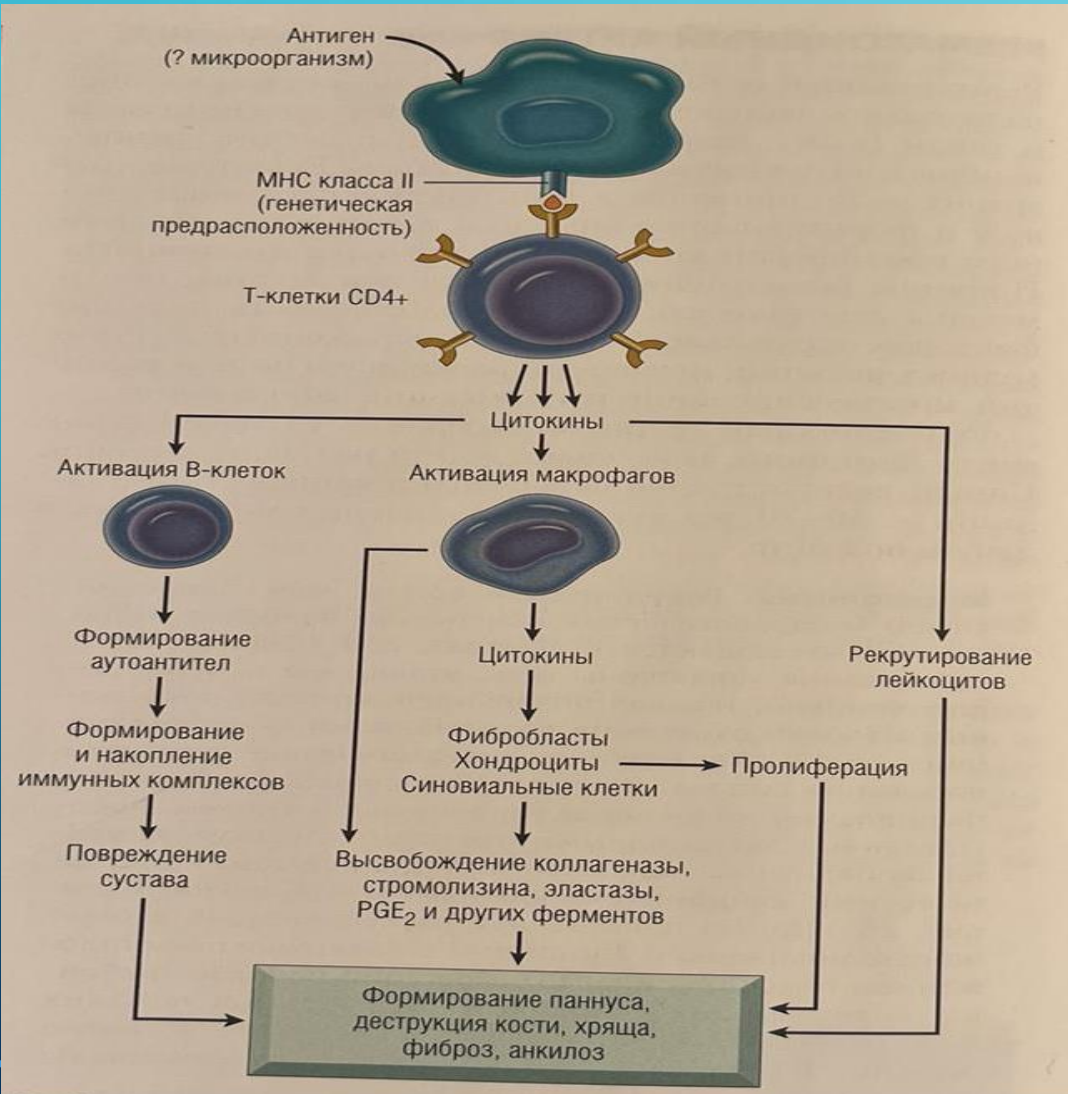 Антиген
(? микроорганизм)
МНС класса II
(генетическая
предрасположенность)
Т-клетки CD4+
Цитокины
Активация В-клеток
Активация макрофагов
Формирование
аутоантител
Цитокины
Рекрутирование
лейкоцитов
Формирование
и накопление
иммунных комплексов
Фибробласты
Хондроциты
Синовиальные клетки
Пролиферация
Повреждение
сустава
Высвобождение коллагеназы,
стромолизина, эластазы,
PGE₂ и других ферментов
Формирование паннуса,
деструкция кости, хряща,
фиброз, анкилоз